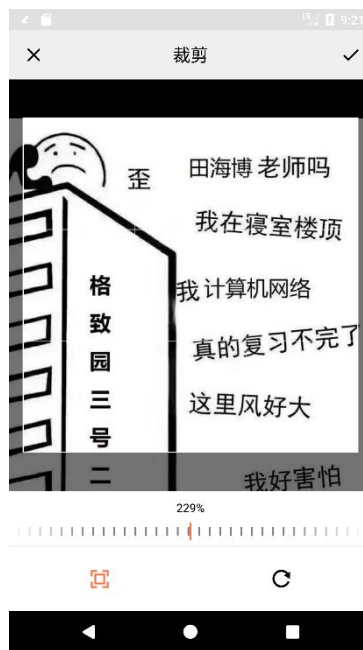 9:21
裁剪
歪
田海博 老师吗
我在寝室楼顶
我 计算机网络
真的复习不完了
这里风好大
我好害怕
格致园三号二
229%